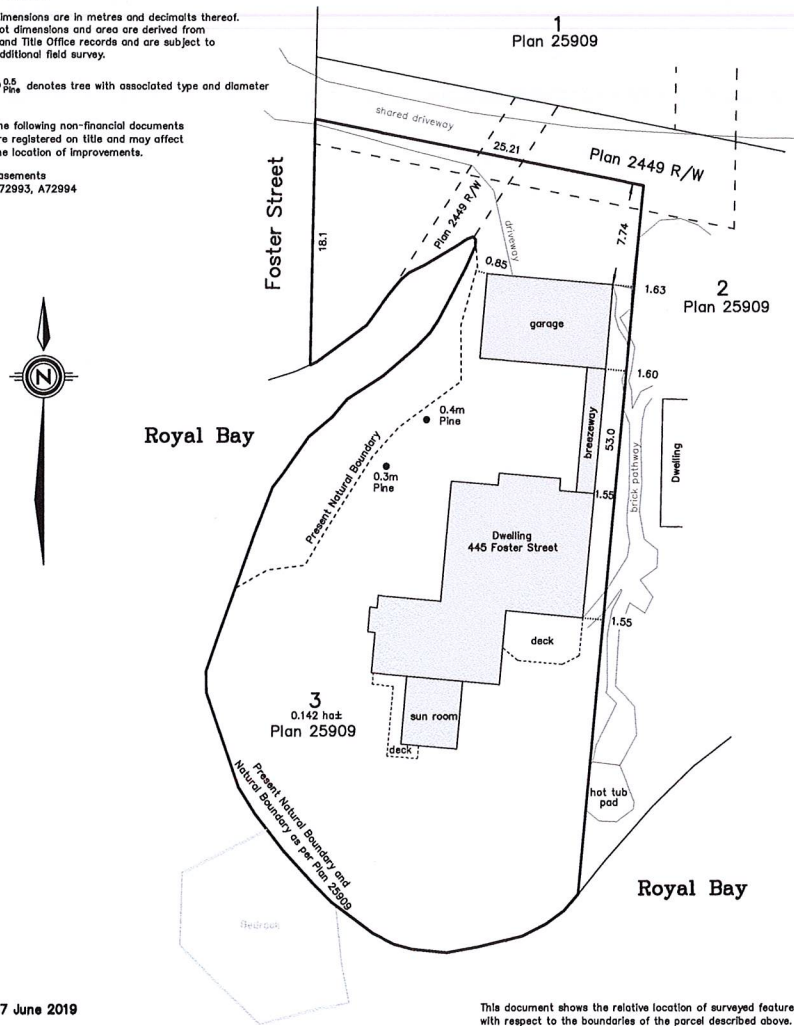 imensions are in metres and decimalts thereof.
ot dimensions and area are derived from
and Title Office records and are subject to
dditional field survey.
0.5
Pine denotes tree with associated type and diameter
he following non-financial documents
re registered on title and may affect
he location of improvements.
asements
72993, A72994
1
Plan 25909
shared driveway
25.21
Plan 2449 R/W
Foster Street
18.1
Plan 2449 R/W
driveway
7.74
0.85
1.63
2
Plan 25909
garage
1.60
0.4m
Pine
breezeway
53.0
brick pathway
Dwelling
Royal Bay
N
Present Natural Boundary
0.3m
Pine
1.55
Dwelling
445 Foster Street
1.55
deck
3
0.142 ha±
Plan 25909
sun room
deck
hot tub
pad
Present Natural Boundary and
Natural Boundary as per Plan 25909
Royal Bay
Bedrock
7 June 2019
This document shows the relative location of surveyed feature
with respect to the boundaries of the parcel described above.